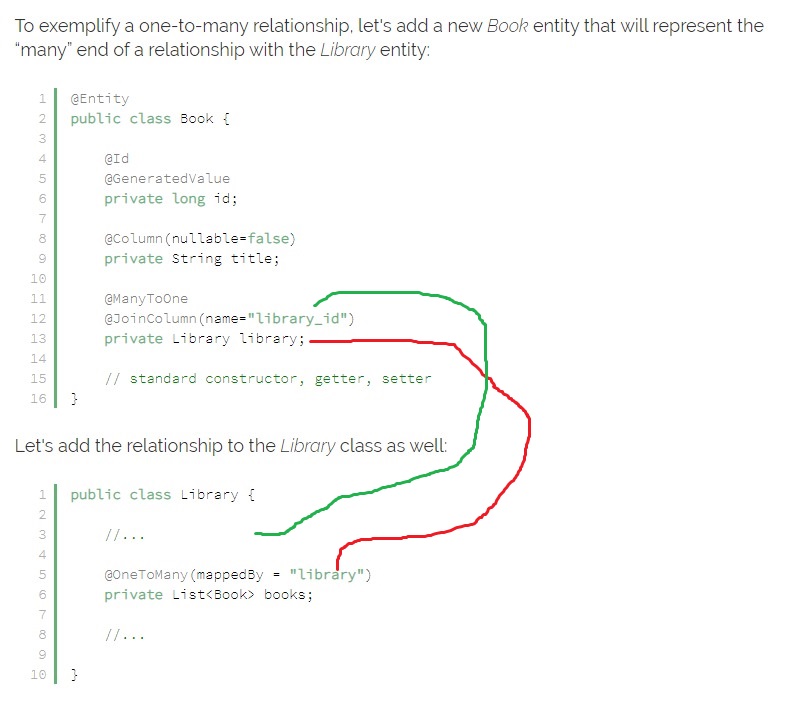 To exemplify a one-to-many relationship, let's add a new Book entity that will represent the
“many” end of a relationship with the Library entity:
1 @Entity
2 public class Book {
3
4 @Id
5 @GeneratedValue
6 private long id;
7
8 @Column(nullable=false)
9 private String title;
10
11 @ManyToOne
12 @JoinColumn(name="library_id")
13 private Library library;
14
15 // standard constructor, getter, setter
16 }
Let's add the relationship to the Library class as well:
1 public class Library {
2
3 //...
4
5 @OneToMany(mappedBy = "library")
6 private List<Book> books;
7
8 //...
9
10 }